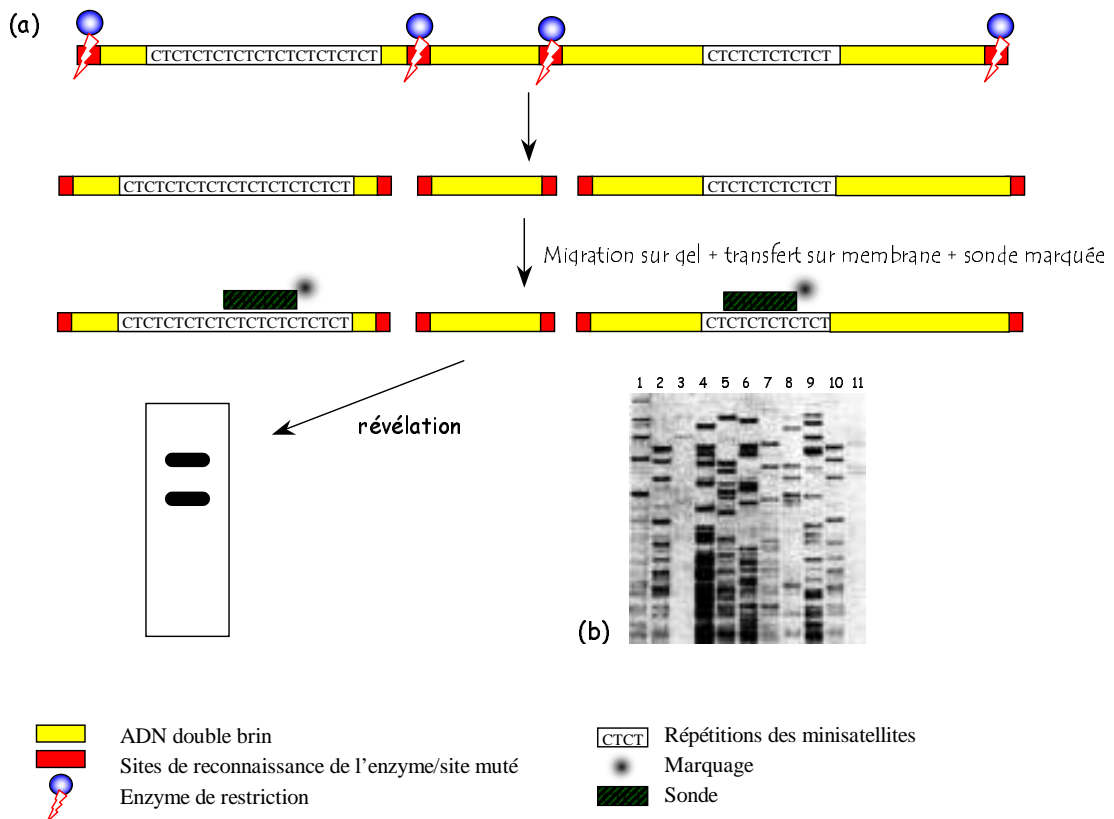 (a)
CTCTCTCTCTCTCTCTCTCTCT
CTCTCTCTCTCT
CTCTCTCTCTCTCTCTCTCTCT
CTCTCTCTCTCT
Migration sur gel + transfert sur membrane + sonde marquée
CTCTCTCTCTCTCTCTCTCTCT
CTCTCTCTCTCT
révélation
1 2 3 4 5 6 7 8 9 10 11
(b)
ADN double brin
Sites de reconnaissance de l'enzyme/site muté
Enzyme de restriction
CTCT Répétitions des minisatellites
Marquage
Sonde